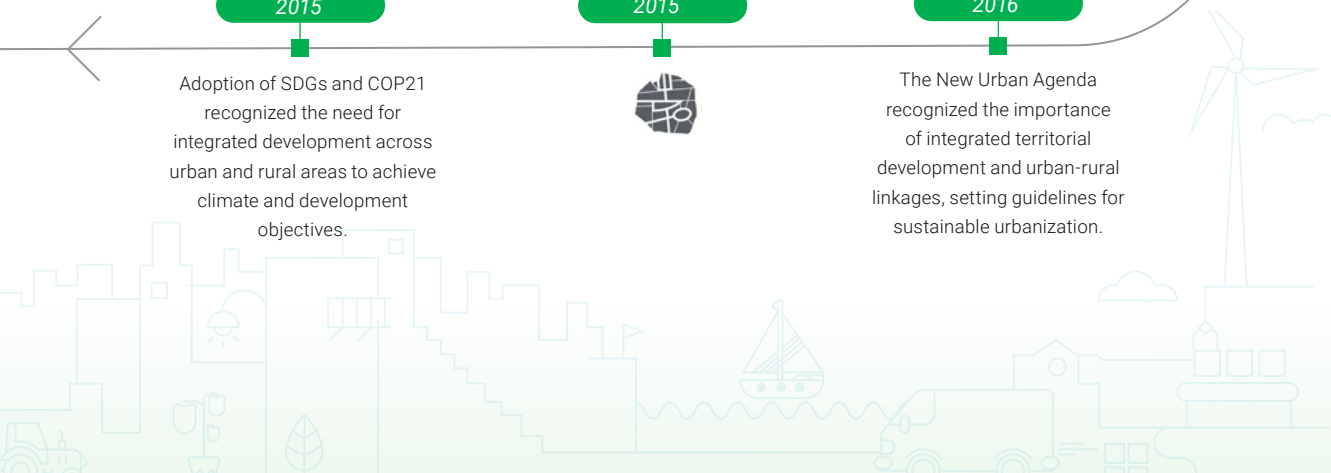 2015
2015
2016
Adoption of SDGs and COP21
recognized the need for
integrated development across
urban and rural areas to achieve
climate and development
objectives.
The New Urban Agenda
recognized the importance
of integrated territorial
development and urban-rural
linkages, setting guidelines for
sustainable urbanization.